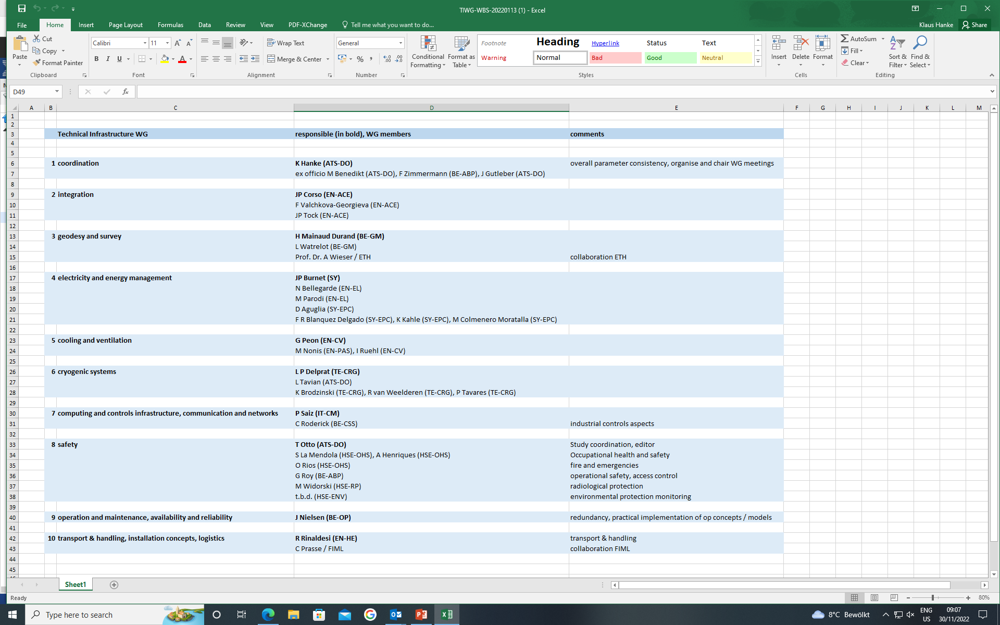 TIWG-WBS-20220113 (1) - Excel
File Home Insert Page Layout Formulas Data Review View PDF-XChange Tell me what you want to do... Klaus Hanke Share
Paste Cut Copy Format Painter
Clipboard
Calibri 11
B I U A
Font
Wrap Text
Merge & Center
Alignment
General
% ,
Number
Conditional Formatting Format as Table
Footnote Heading Hyperlink Status Text
Warning Normal Bad Good Neutral
Styles
Insert Delete Format
Cells
AutoSum
Fill
Clear
Sort & Filter Find & Select
Editing
D49 fx
A B C D E F G H I J K L M
1
2
3 Technical Infrastructure WG responsible (in bold), WG members comments
4
5
6 1 coordination K Hanke (ATS-DO) overall parameter consistency, organise and chair WG meetings
7 ex officio M Benedikt (ATS-DO), F Zimmermann (BE-ABP), J Gutleber (ATS-DO)
8
9 2 integration JP Corso (EN-ACE)
10 F Valchkova-Georgieva (EN-ACE)
11 JP Tock (EN-ACE)
12
13 3 geodesy and survey H Mainaud Durand (BE-GM)
14 L Watrelot (BE-GM)
15 Prof. Dr. A Wieser / ETH collaboration ETH
16
17 4 electricity and energy management JP Burnet (SY)
18 N Bellegarde (EN-EL)
19 M Parodi (EN-EL)
20 D Aguglia (SY-EPC)
21 F R Blanquez Delgado (SY-EPC), K Kahle (SY-EPC), M Colmenero Moratalla (SY-EPC)
22
23 5 cooling and ventilation G Peon (EN-CV)
24 M Nonis (EN-PAS), I Ruehl (EN-CV)
25
26 6 cryogenic systems L P Delprat (TE-CRG)
27 L Tavian (ATS-DO)
28 K Brodzinski (TE-CRG), R van Weelderen (TE-CRG), P Tavares (TE-CRG)
29
30 7 computing and controls infrastructure, communication and networks P Saiz (IT-CM)
31 C Roderick (BE-CSS) industrial controls aspects
32
33 8 safety T Otto (ATS-DO) Study coordination, editor
34 S La Mendola (HSE-OHS), A Henriques (HSE-OHS) Occupational health and safety
35 O Rios (HSE-OHS) fire and emergencies
36 G Roy (BE-ABP) operational safety, access control
37 M Widorski (HSE-RP) radiological protection
38 t.b.d. (HSE-ENV) environmental protection monitoring
39
40 9 operation and maintenance, availability and reliability J Nielsen (BE-OP) redundancy, practical implementation of op concepts / models
41
42 10 transport & handling, installation concepts, logistics R Rinaldesi (EN-HE) transport & handling
43 C Prasse / FIML collaboration FIML
44
45
Sheet1
Ready 80%
Type here to search 8°C Bewölkt ENG US 09:07 30/11/2022